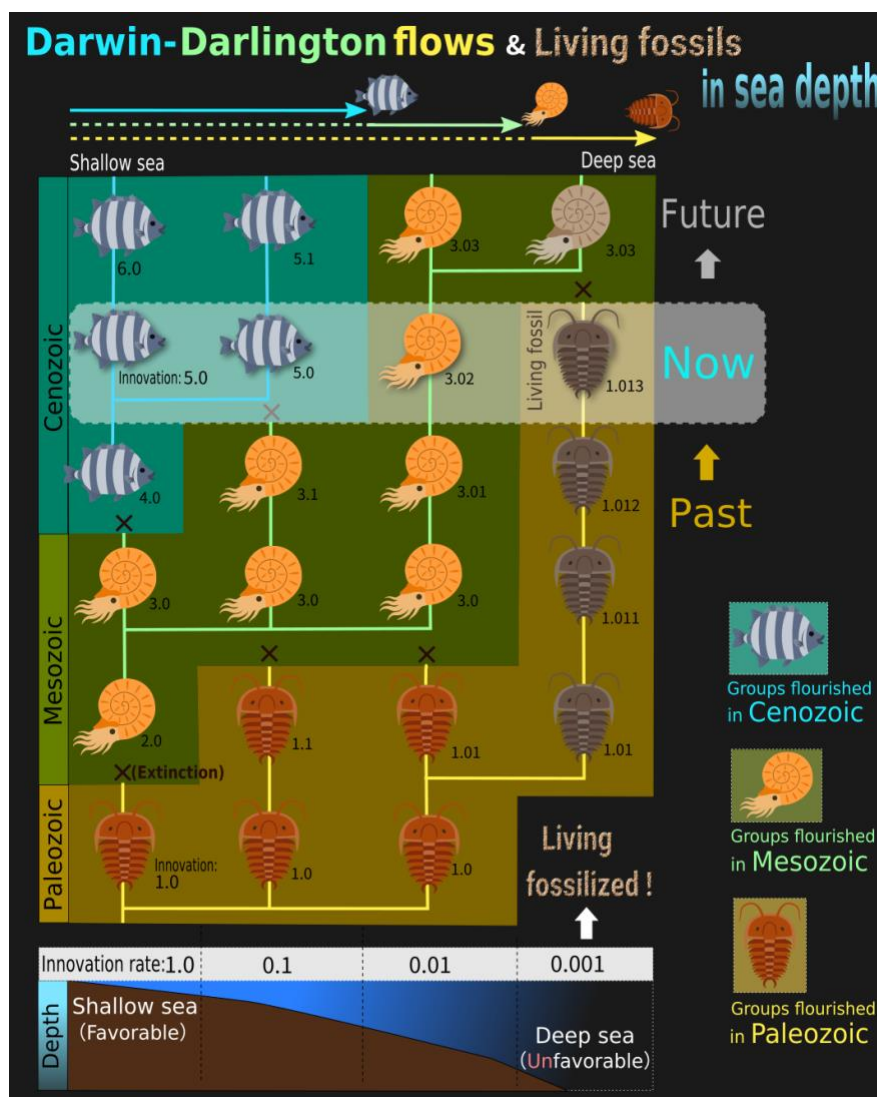 Darwin-Darlington flows & Living fossils
in sea depth
Shallow sea
Deep sea
Future
6.0
5.1
3.03
3.03
Cenozoic
Living fossil
Now
Innovation: 5.0
5.0
3.02
1.013
4.0
3.1
3.01
1.012
Past
Mesozoic
3.0
3.0
3.0
1.011
2.0
1.1
1.01
1.01
(Extinction)
Paleozoic
Innovation:
1.0
1.0
1.0
Living
fossilized !
Groups flourished
in Cenozoic
Groups flourished
in Mesozoic
Groups flourished
in Paleozoic
Innovation rate:1.0
0.1
0.01
0.001
Depth
Shallow sea
(Favorable)
Deep sea
(Unfavorable)